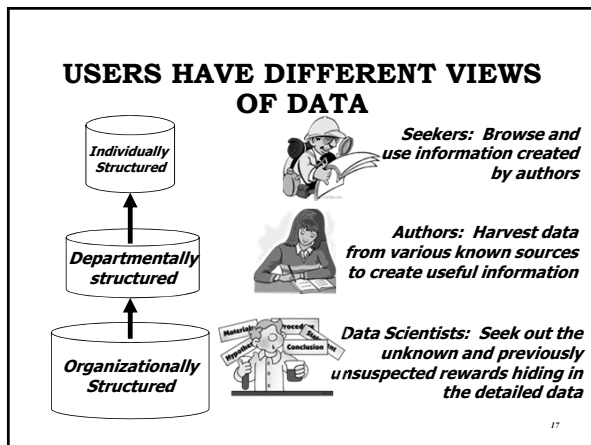 USERS HAVE DIFFERENT VIEWS
OF DATA
Individually
Structured
Seekers: Browse and
use information created
by authors
Departmentally
structured
Authors: Harvest data
from various known sources
to create useful information
Organizationally
Structured
Procedure
Conclusion
Data Scientists: Seek out the
unknown and previously
unsuspected rewards hiding in
the detailed data
17